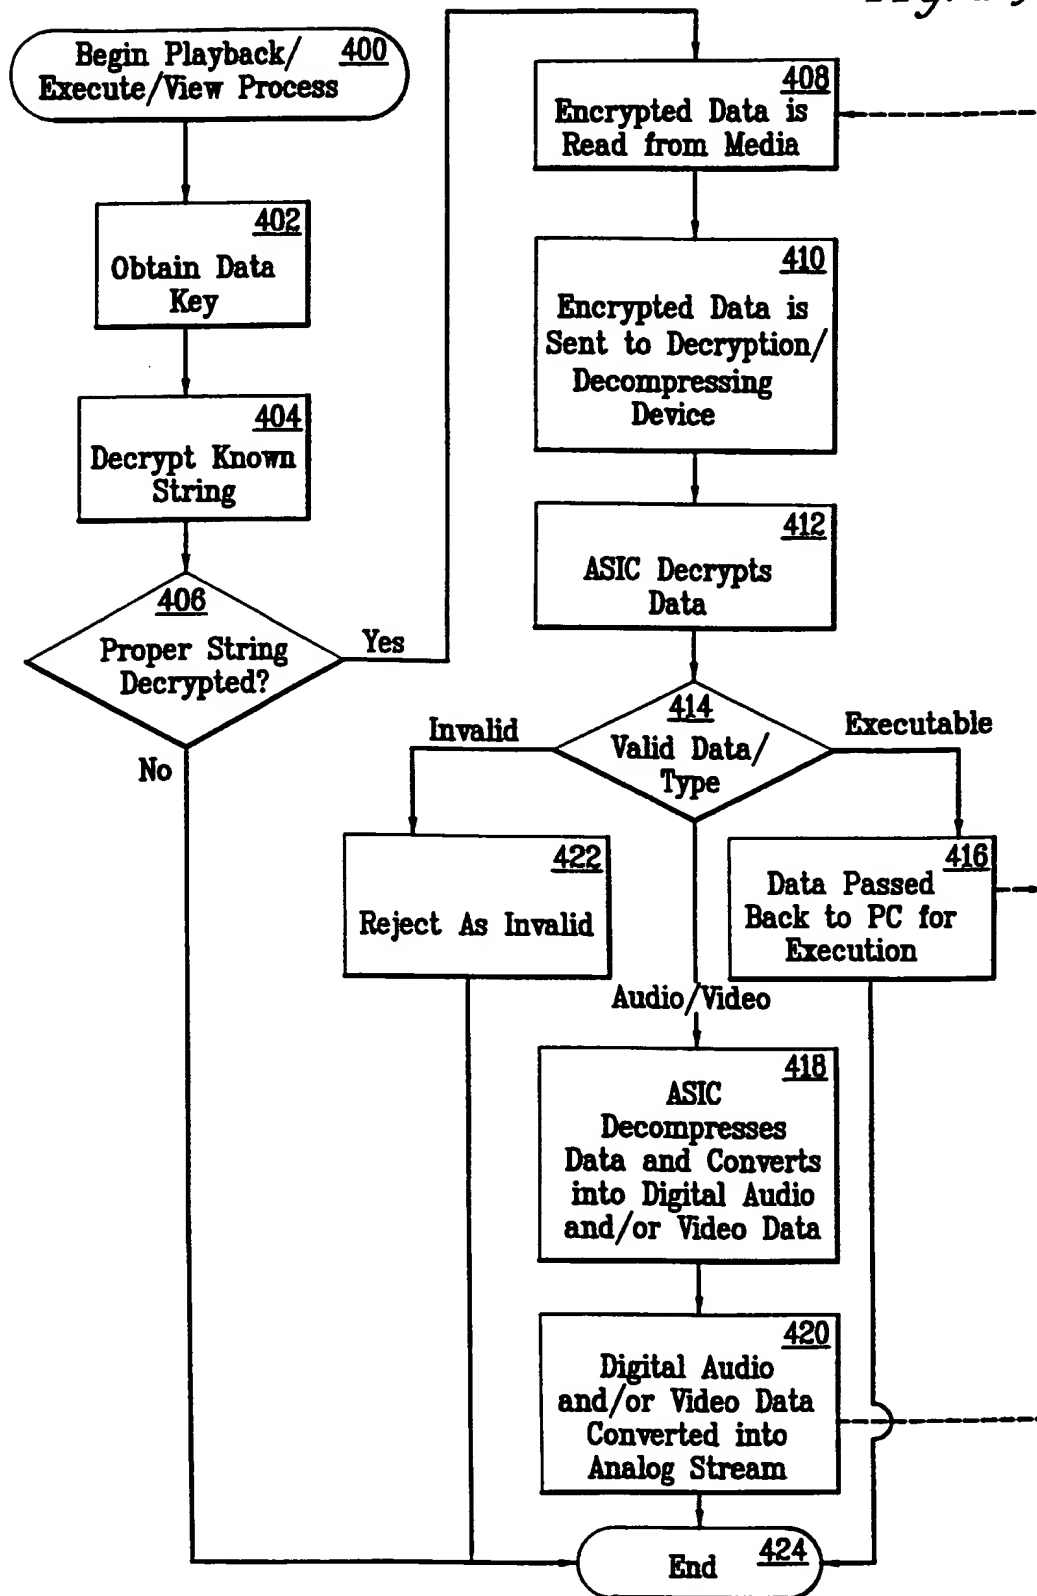 Begin Playback/ 400
Execute/View Process
402
Obtain Data
Key
404
Decrypt Known
String
406
Proper String
Decrypted?
Yes
No
408
Encrypted Data is
Read from Media
410
Encrypted Data is
Sent to Decryption/
Decompressing
Device
412
ASIC Decrypts
Data
414
Valid Data/
Type
Invalid
Executable
422
Reject As Invalid
416
Data Passed
Back to PC for
Execution
Audio/Video
418
ASIC
Decompresses
Data and Converts
into Digital Audio
and/or Video Data
420
Digital Audio
and/or Video Data
Converted into
Analog Stream
End 424